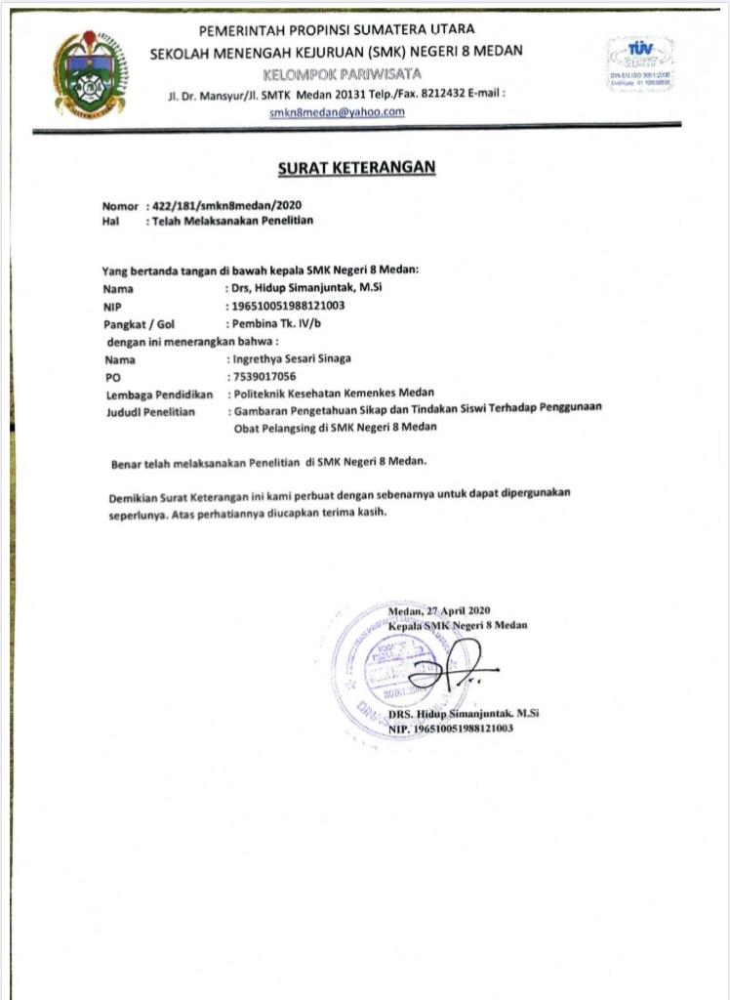 PEMERINTAH PROPINSI SUMATERA UTARA
SEKOLAH MENENGAH KEJURUAN (SMK) NEGERI 8 MEDAN
KELOMPOK PARIWISATA
Jl. Dr. Mansyur/Jl. SMTK Medan 20131 Telp./Fax. 8212432 E-mail :
smkn8medan@yahoo.com
TÜV
CERT
DIN EN ISO 9001:2000
SURAT KETERANGAN
Nomor : 422/181/smkn8medan/2020
Hal : Telah Melaksanakan Penelitian
Yang bertanda tangan di bawah kepala SMK Negeri 8 Medan:
Nama : Drs, Hidup Simanjuntak, M.Si
NIP : 196510051988121003
Pangkat / Gol : Pembina Tk. IV/b
dengan ini menerangkan bahwa :
Nama : Ingrethya Sesari Sinaga
PO : 7539017056
Lembaga Pendidikan : Politeknik Kesehatan Kemenkes Medan
Jududl Penelitian : Gambaran Pengetahuan Sikap dan Tindakan Siswi Terhadap Penggunaan
Obat Pelangsing di SMK Negeri 8 Medan
Benar telah melaksanakan Penelitian di SMK Negeri 8 Medan.
Demikian Surat Keterangan ini kami perbuat dengan sebenarnya untuk dapat dipergunakan
seperlunya. Atas perhatiannya diucapkan terima kasih.
Medan, 27 April 2020
Kepala SMK Negeri 8 Medan
DINAS
DRS. Hidup Simanjuntak. M.Si
NIP. 196510051988121003